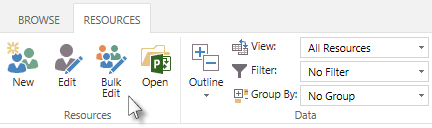 BROWSE RESOURCES
New Edit Bulk Edit Open Outline
View: All Resources
Filter: No Filter
Group By: No Group
Resources Data